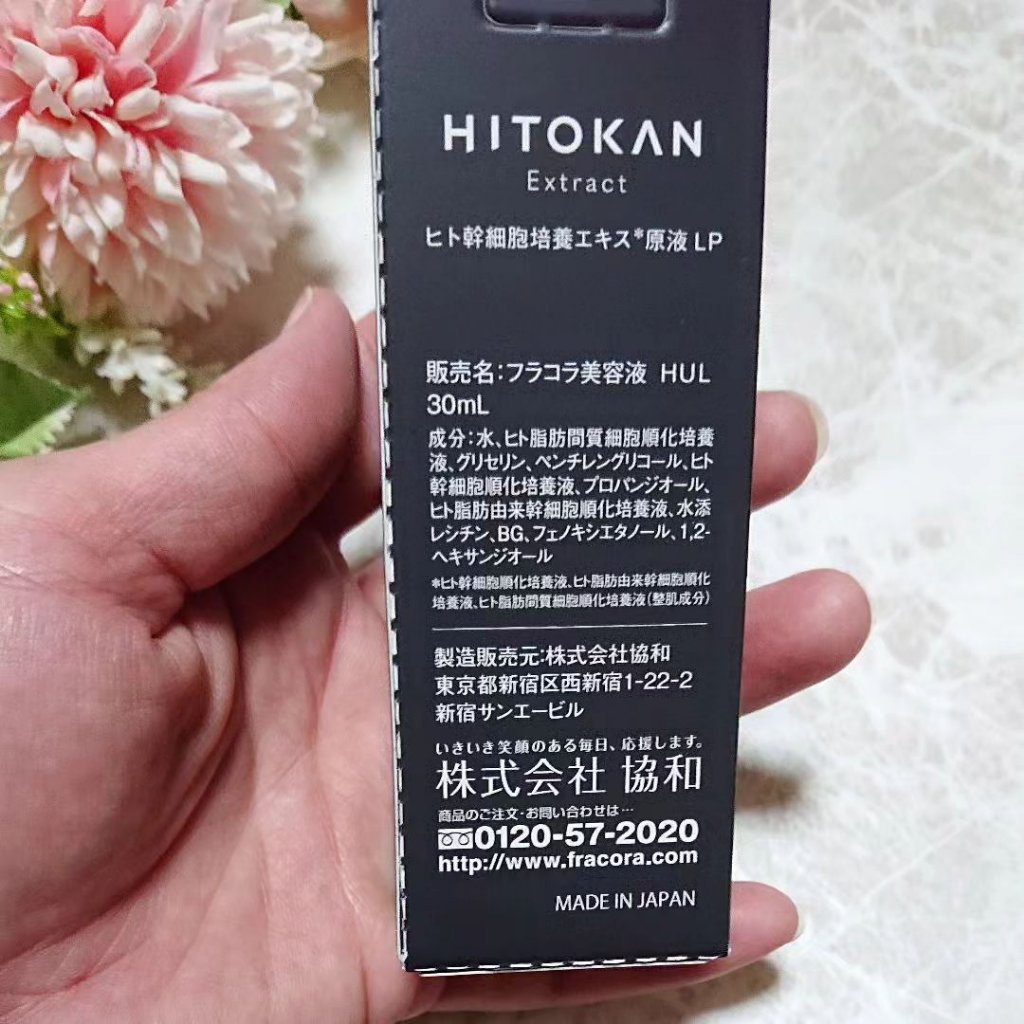 HITOKAN
Extract
ヒト幹細胞培養エキス*原液 LP
販売名:フラコラ美容液 HUL
30mL
成分:水、ヒト脂肪間質細胞順化培養
液、グリセリン、ペンチレングリコール、ヒト
幹細胞順化培養液、プロパンジオール、
ヒト脂肪由来幹細胞順化培養液、水添
レシチン、BG、フェノキシエタノール、1,2-
ヘキサンジオール
*ヒト幹細胞順化培養液、ヒト脂肪由来幹細胞順化
培養液、ヒト脂肪間質細胞順化培養液(整肌成分)
製造販売元:株式会社協和
東京都新宿区西新宿1-22-2
新宿サンエービル
いきいき笑顔のある毎日、応援します。
株式会社 協和
商品のご注文・お問い合わせは…
0120-57-2020
http://www.fracora.com
MADE IN JAPAN